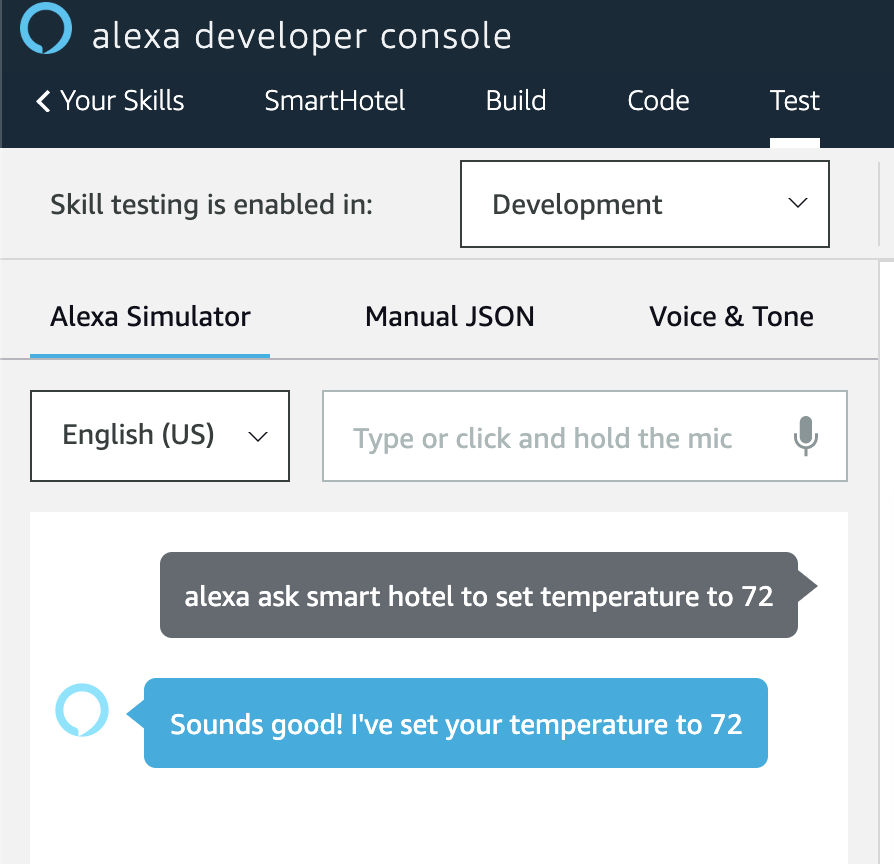 alexa developer console
Your Skills SmartHotel Build Code Test
Skill testing is enabled in: Development
Alexa Simulator Manual JSON Voice & Tone
English (US) Type or click and hold the mic
alexa ask smart hotel to set temperature to 72
Sounds good! I've set your temperature to 72